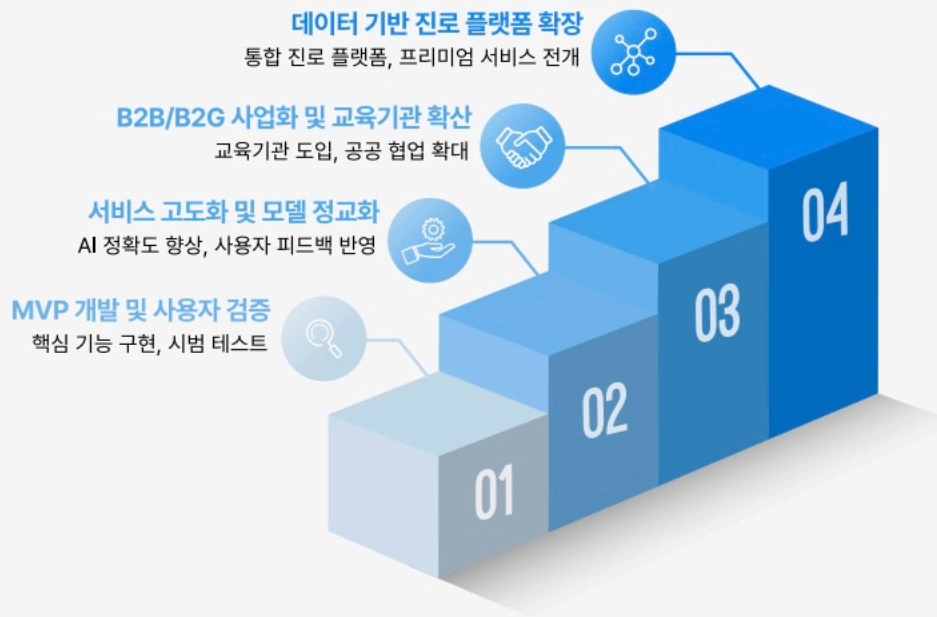 데이터 기반 진로 플랫폼 확장
통합 진로 플랫폼, 프리미엄 서비스 전개
B2B/B2G 사업화 및 교육기관 확산
교육기관 도입, 공공 협업 확대
서비스 고도화 및 모델 정교화
AI 정확도 향상, 사용자 피드백 반영
MVP 개발 및 사용자 검증
핵심 기능 구현, 시범 테스트
04
03
02
01